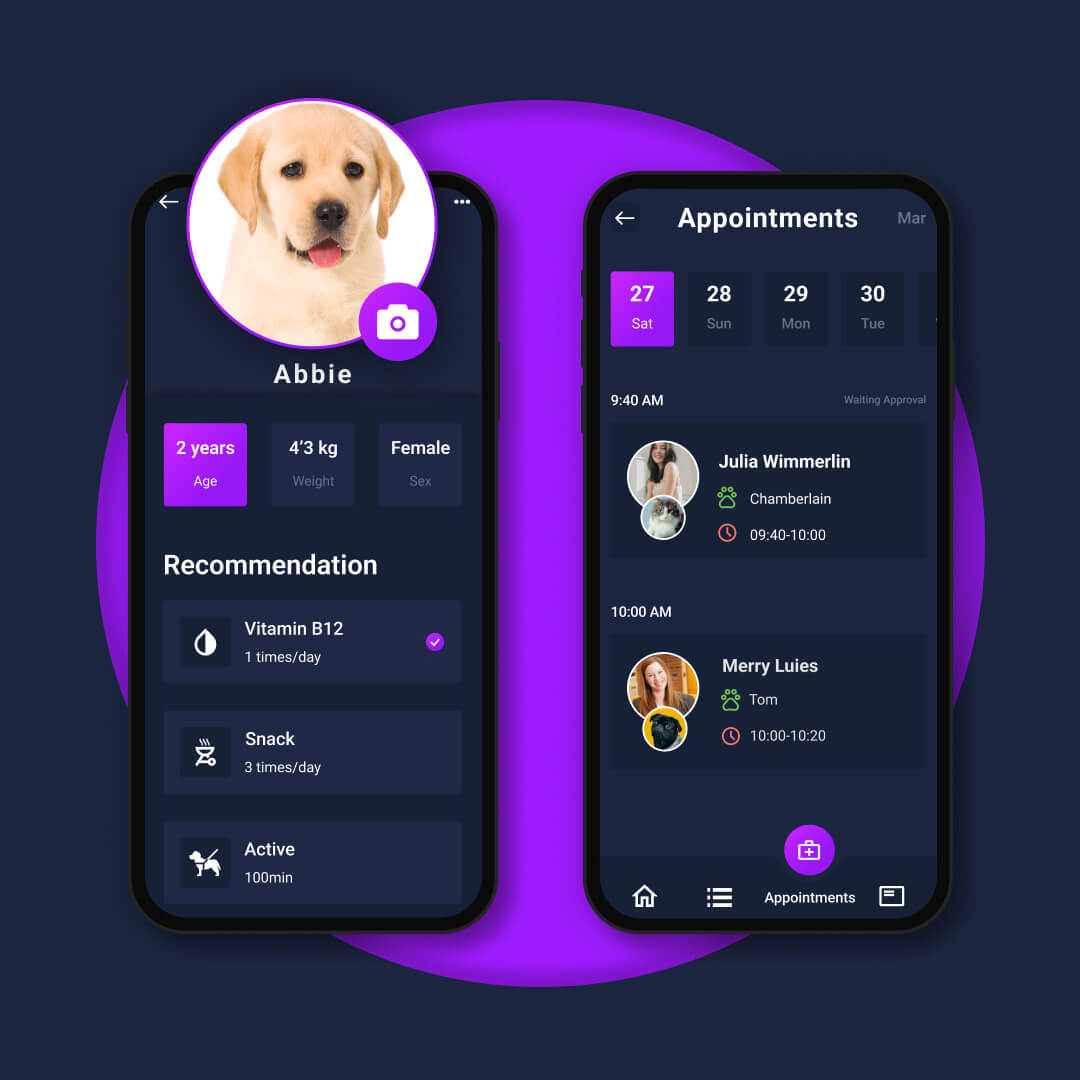 Abbie
2 years
Age
4'3 kg
Weight
Female
Sex
Recommendation
Vitamin B12
1 times/day
Snack
3 times/day
Active
100min
Appointments
Mar
27
Sat
28
Sun
29
Mon
30
Tue
9:40 AM
Waiting Approval
Julia Wimmerlin
Chamberlain
09:40-10:00
10:00 AM
Merry Luies
Tom
10:00-10:20
Appointments